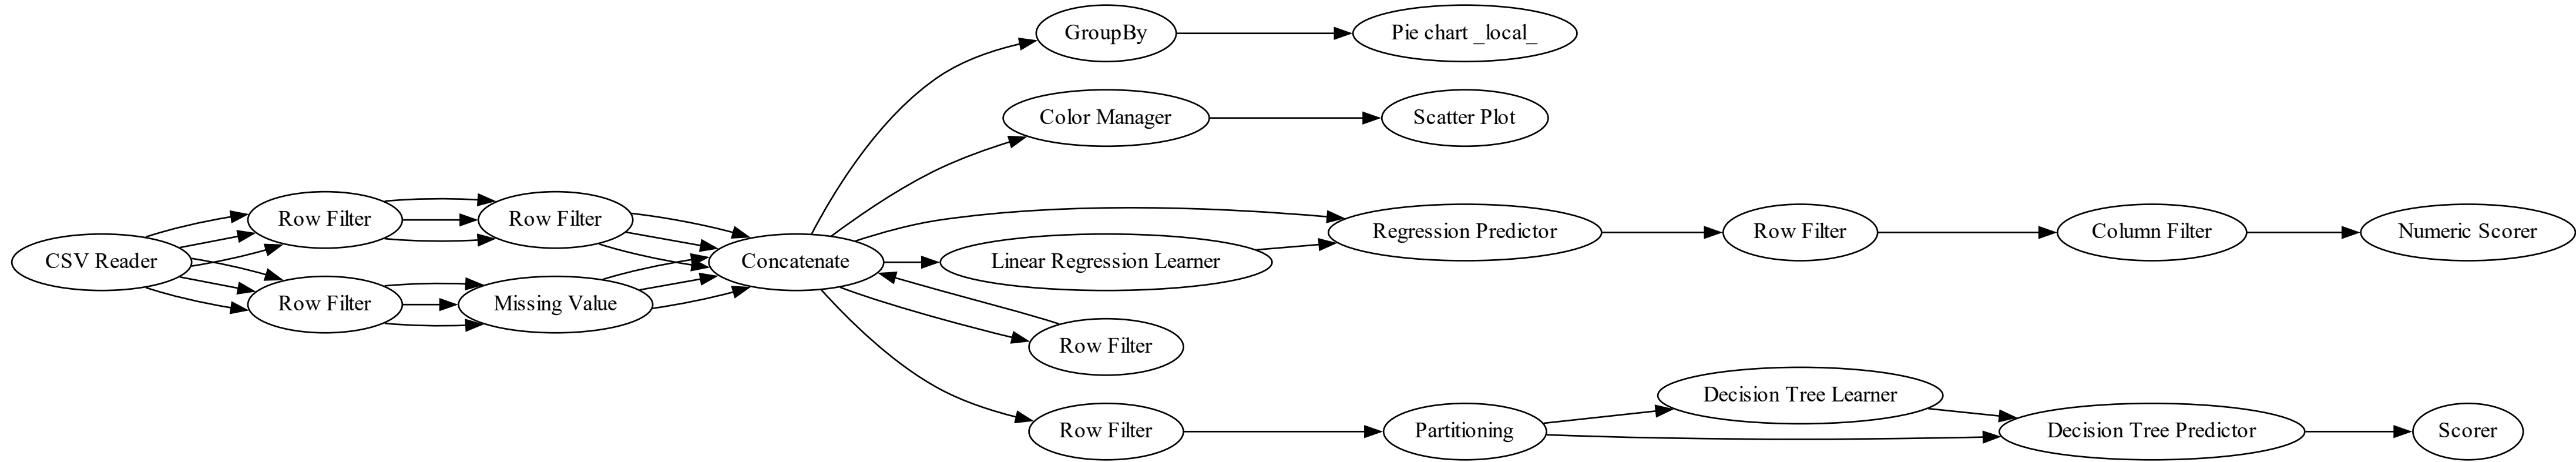 GroupBy
Pie chart _local_
Color Manager
Scatter Plot
Row Filter
Row Filter
Regression Predictor
Row Filter
Column Filter
Numeric Scorer
CSV Reader
Concatenate
Linear Regression Learner
Row Filter
Missing Value
Row Filter
Decision Tree Learner
Row Filter
Partitioning
Decision Tree Predictor
Scorer